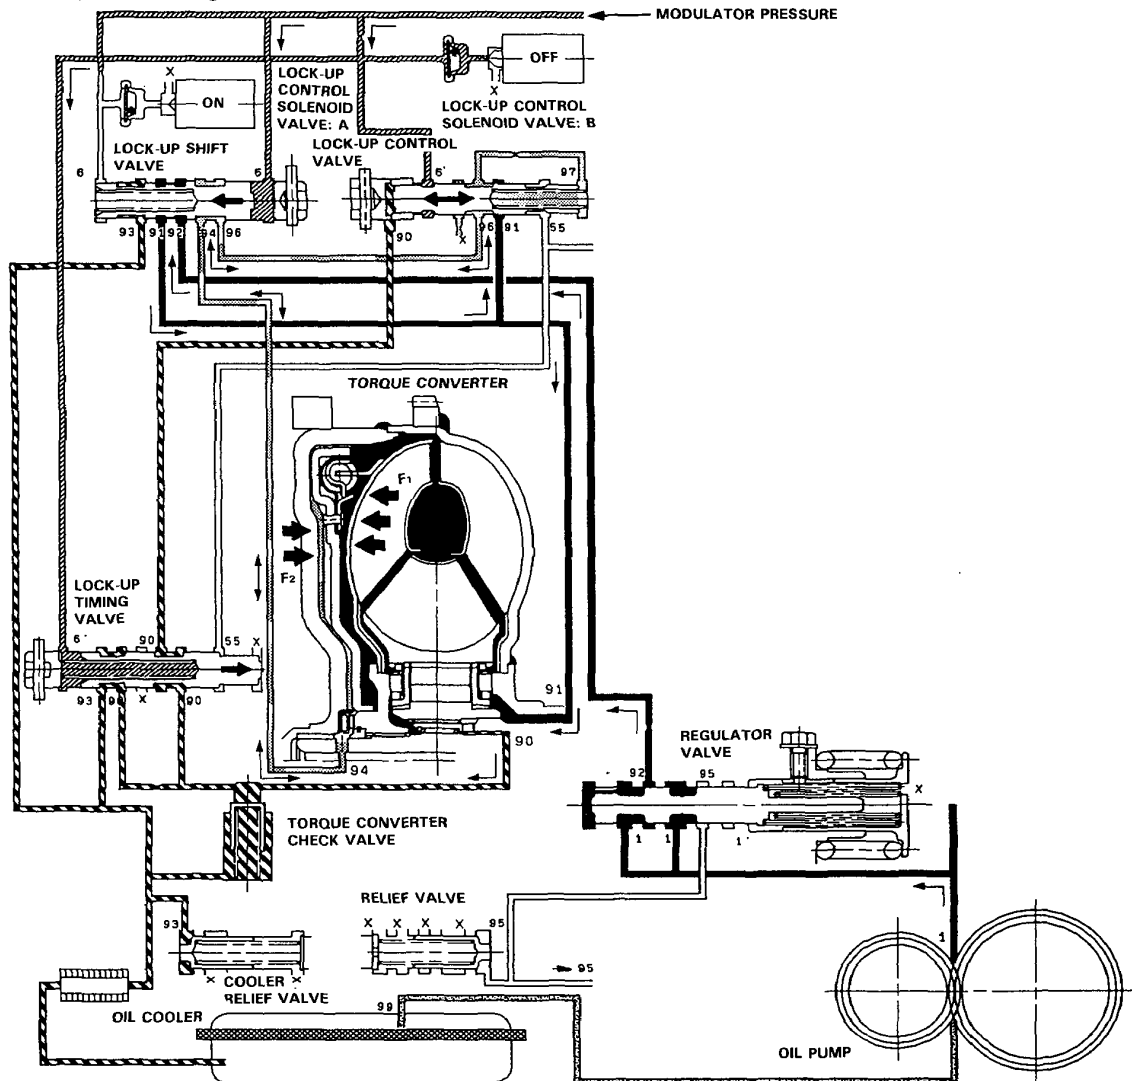 MODULATOR PRESSURE
OFF
X
X
ON
LOCK-UP
CONTROL
SOLENOID
VALVE: A
LOCK-UP CONTROL
SOLENOID VALVE: B
LOCK-UP SHIFT
VALVE
LOCK-UP CONTROL
VALVE
6
6'
6'
97
93
91
92
94
96
90
X
96
91
55
TORQUE CONVERTER
F1
F2
LOCK-UP
TIMING
VALVE
6'
90
55
X
93
X
90
91
90
94
REGULATOR
VALVE
92
95
X
1
1
1'
TORQUE CONVERTER
CHECK VALVE
RELIEF VALVE
X X X X
95
93
X
X
COOLER
RELIEF VALVE
95
1
OIL COOLER
99
OIL PUMP